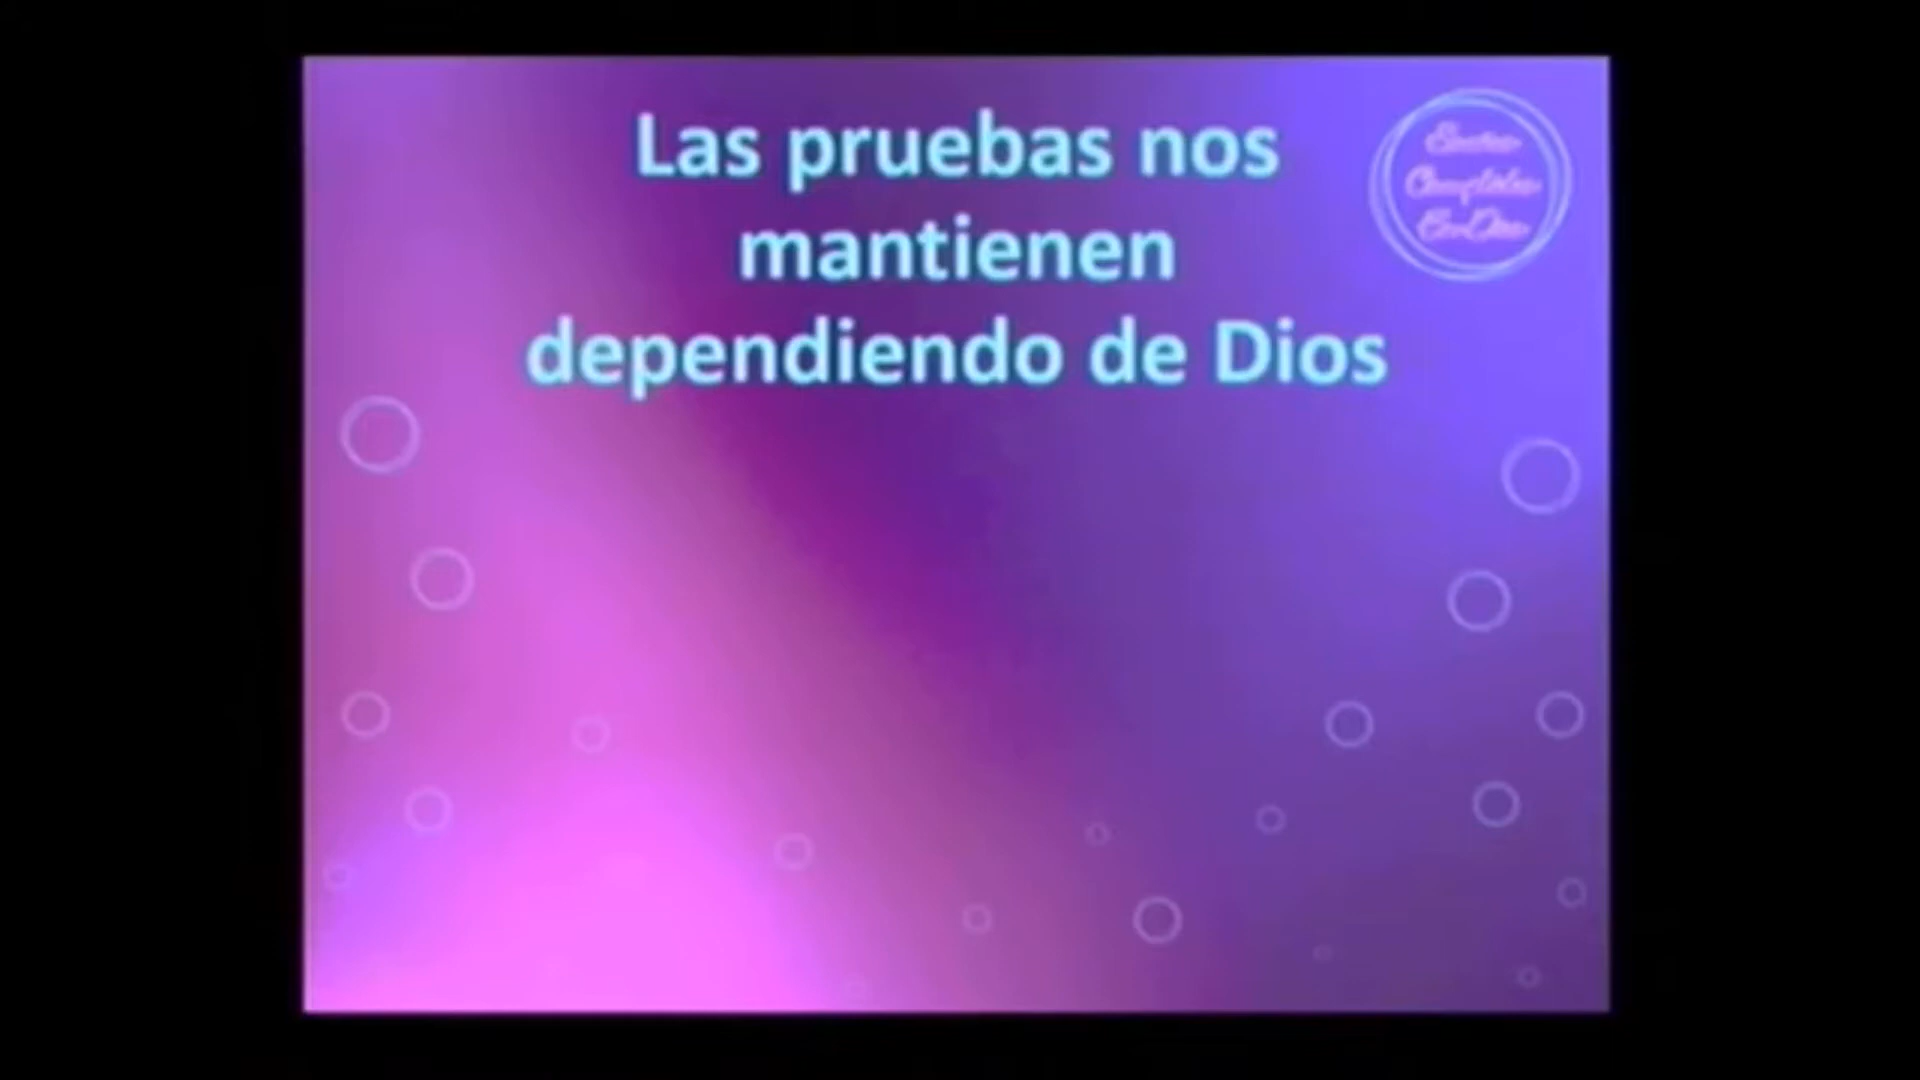 Las pruebas nos
mantienen
dependiendo de Dios